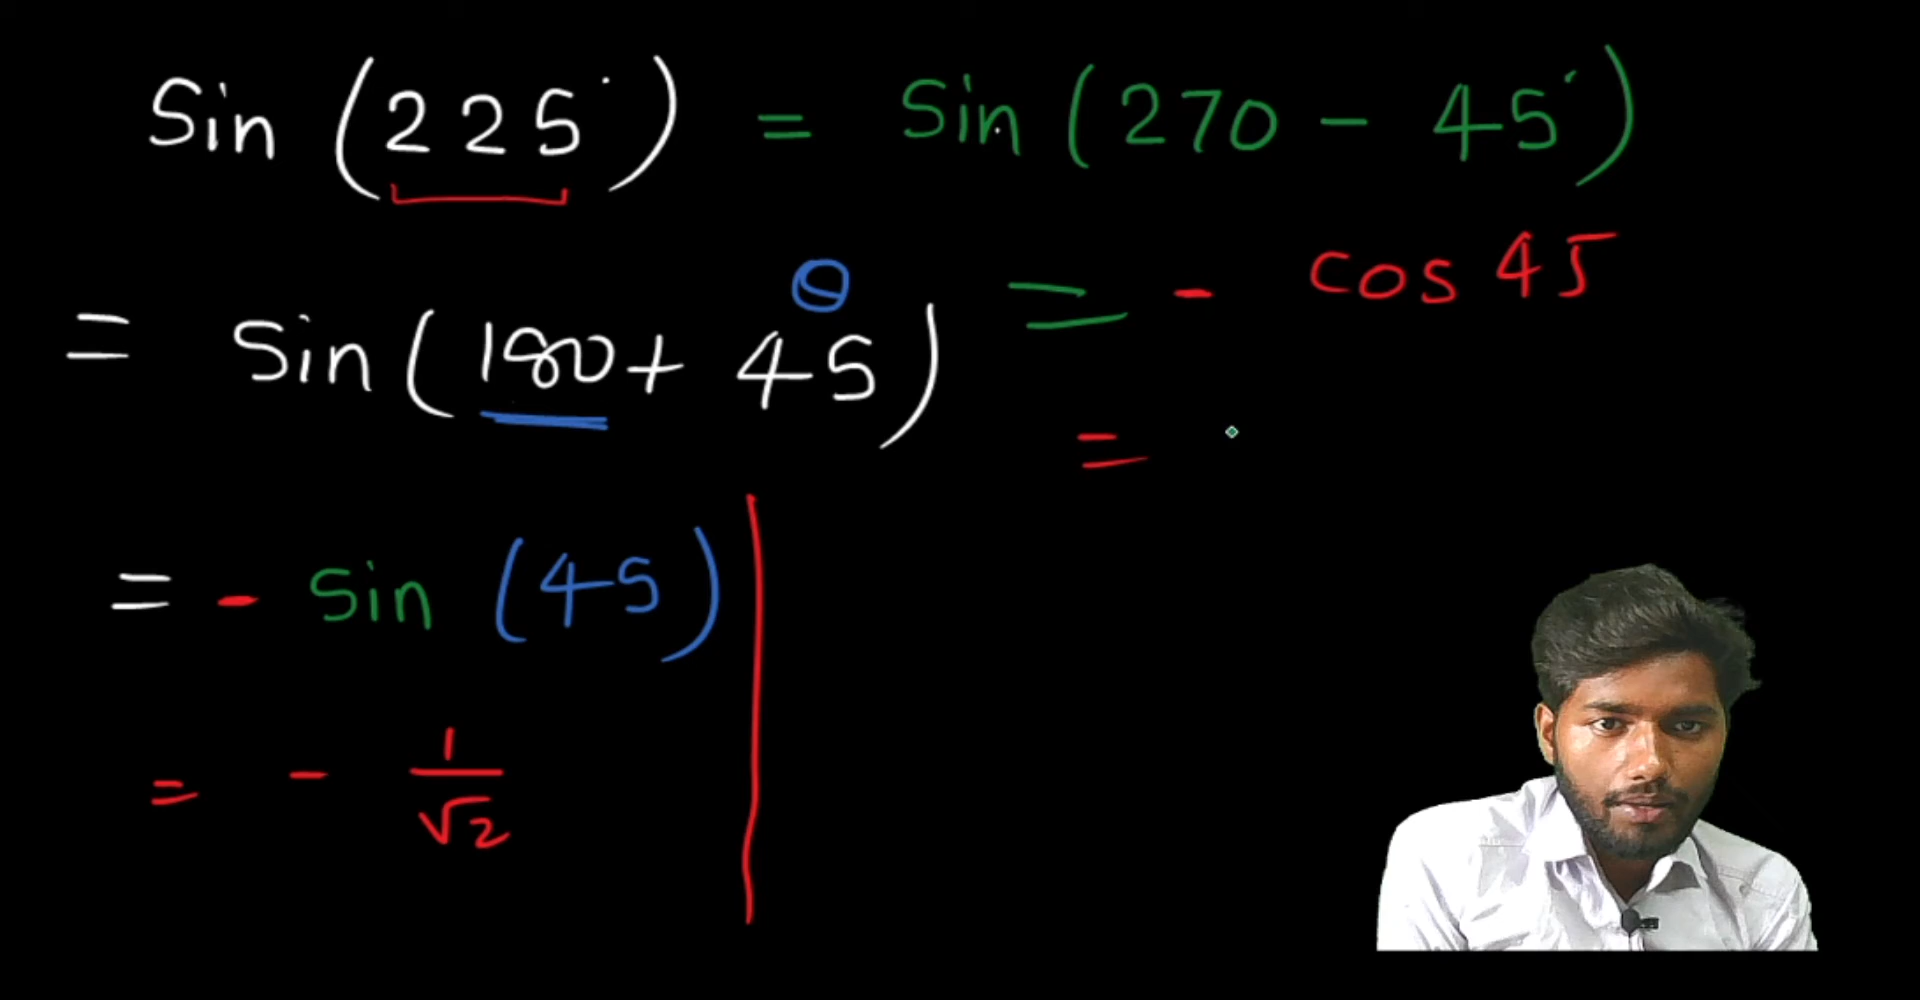 Sin (225°) = Sin (270 - 45°)
θ
= Sin (180 + 45) = - cos 45
=
= - Sin (45)
= - 1/√2